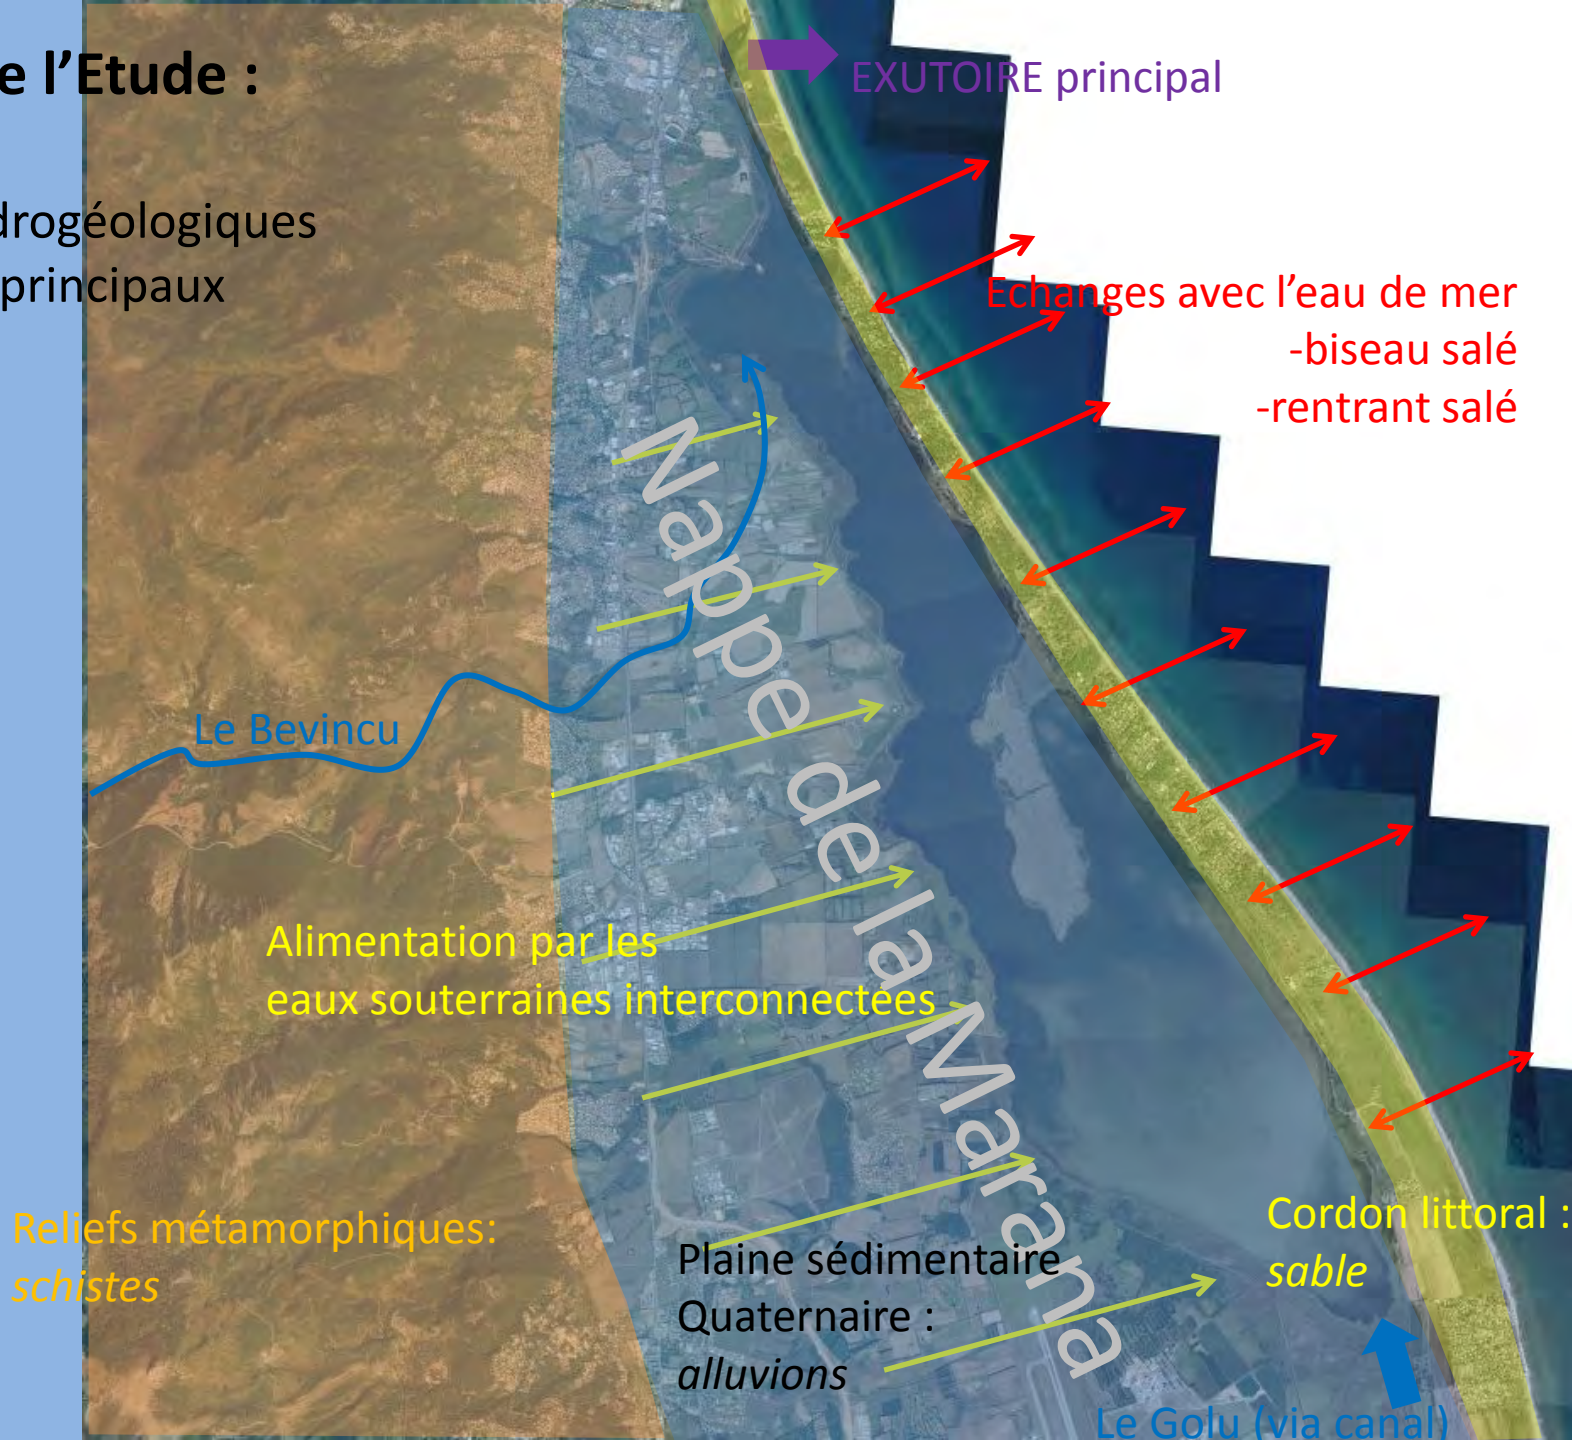 e l’Etude :
EXUTOIRE principal
drogéologiques
principaux
Echanges avec l’eau de mer
-biseau salé
-rentrant salé
Nappe de la Marana
Le Bevincu
Alimentation par les
eaux souterraines interconnectées
Reliefs métamorphiques:
schistes
Plaine sédimentaire
Quaternaire :
alluvions
Cordon littoral :
sable
Le Golu (via canal)